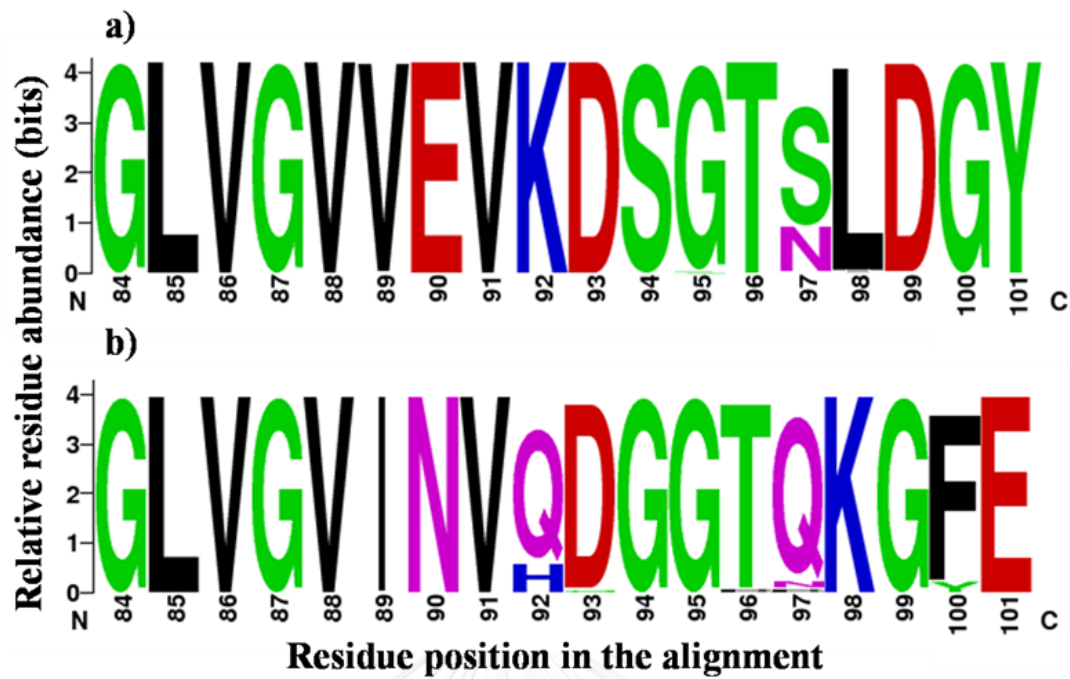 a)
Relative residue abundance (bits)
4
3
2
1
0
GLVGVVEVKDSGTSLDGY
N
N 84 85 86 87 88 89 90 91 92 93 94 95 96 97 98 99 100 101 C
b)
4
3
2
1
0
GLVGVINVQDGGTQKGFE
H N Y
N 84 85 86 87 88 89 90 91 92 93 94 95 96 97 98 99 100 101 C
Residue position in the alignment